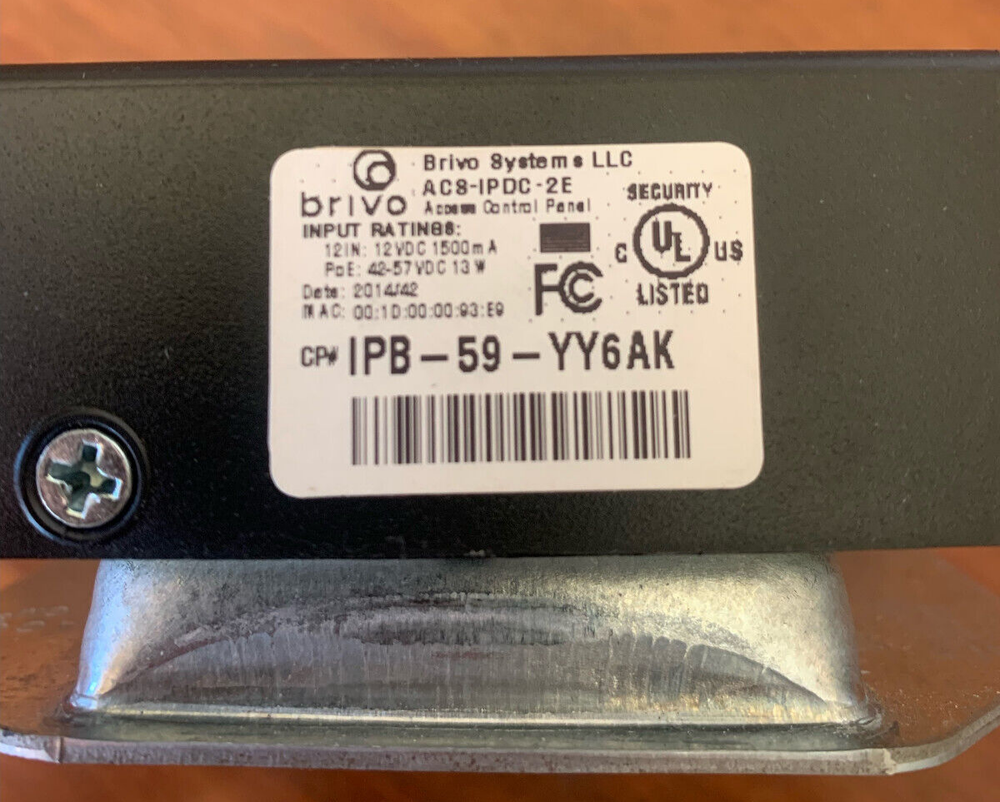 brivo
Brivo Systems LLC
ACS-IPDC-2E
Access Control Panel
INPUT RATINGS:
12IN: 12VDC 1500mA
PoE: 42-57VDC 13W
Date: 2014/42
MAC: 00:1D:00:00:93:E9
FC
SECURITY
C UL US
LISTED
CP# IPB-59-YY6AK